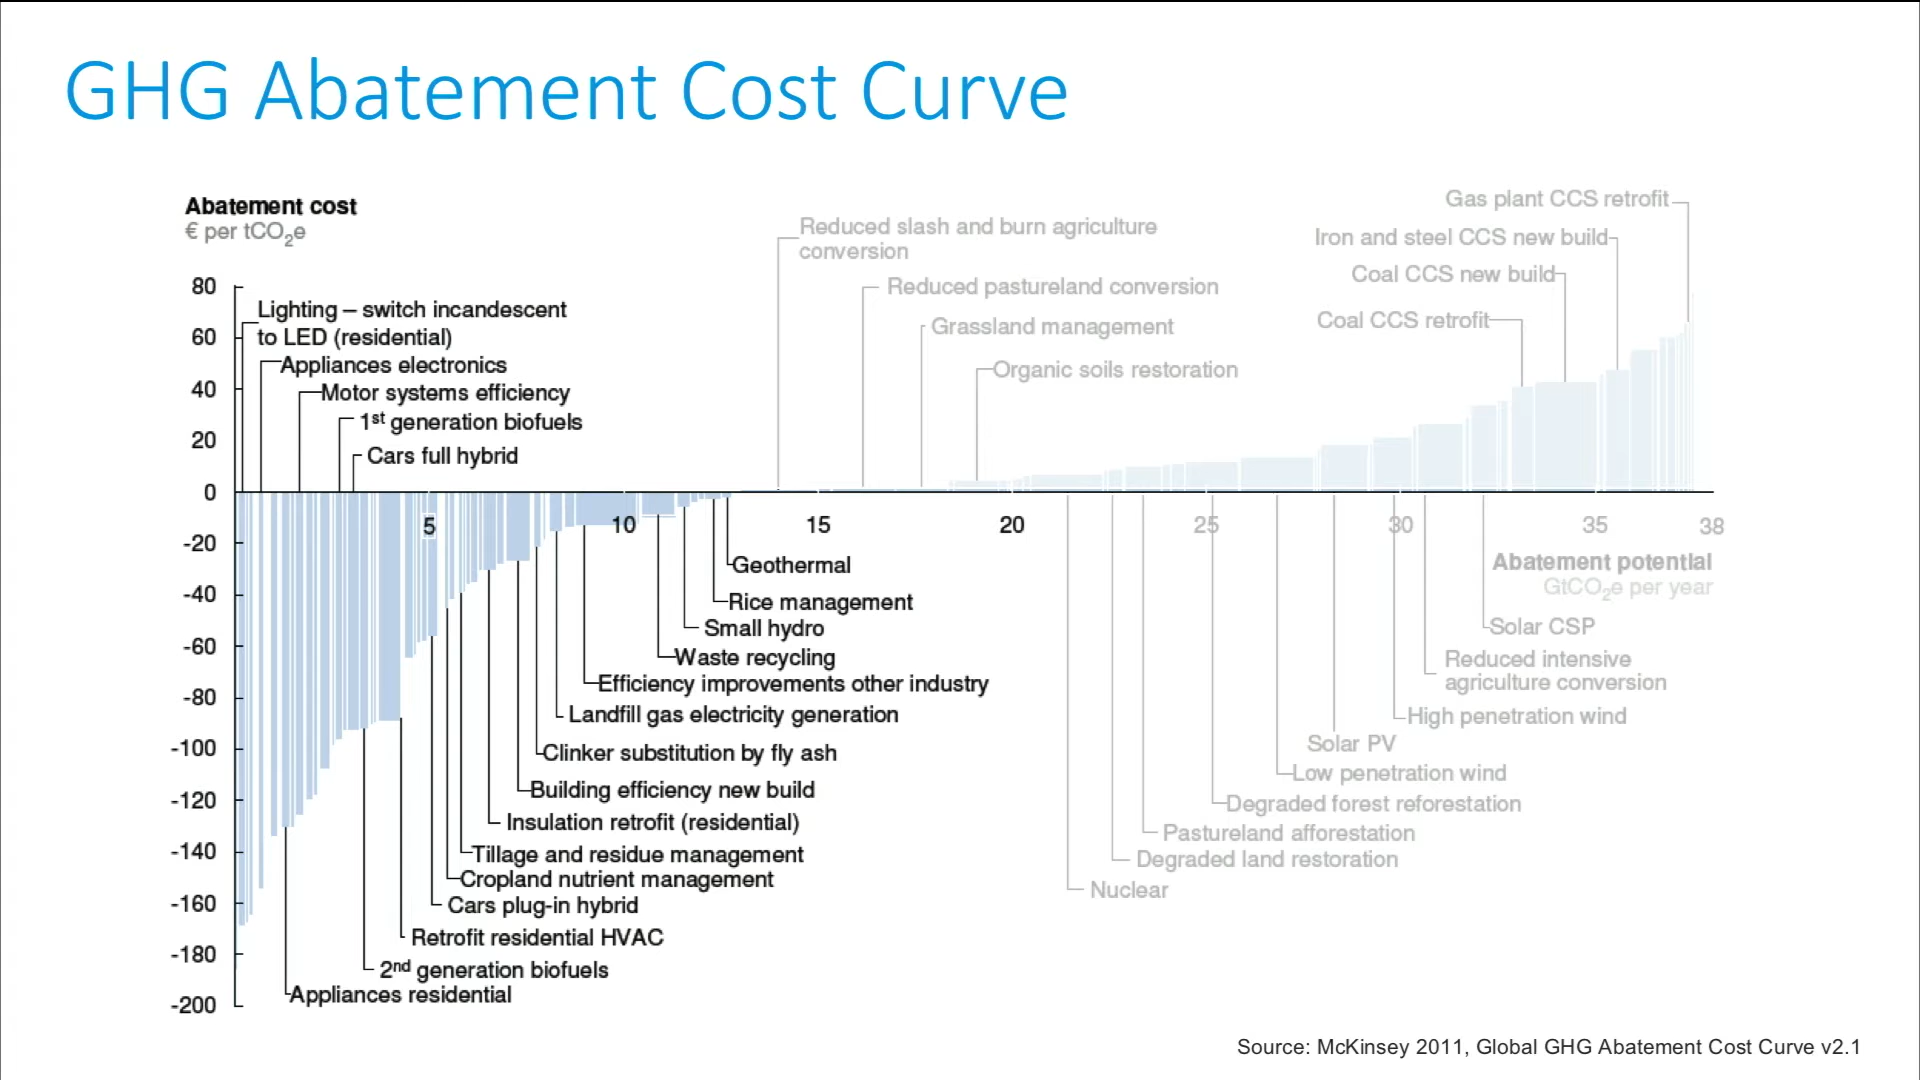 GHG Abatement Cost Curve
Abatement cost
€ per tCO₂e
80
60
40
20
0
-20
-40
-60
-80
-100
-120
-140
-160
-180
-200
Lighting – switch incandescent
to LED (residential)
Appliances electronics
Motor systems efficiency
1st generation biofuels
Cars full hybrid
Reduced slash and burn agriculture
conversion
Reduced pastureland conversion
Grassland management
Organic soils restoration
Gas plant CCS retrofit
Iron and steel CCS new build
Coal CCS new build
Coal CCS retrofit
5
10
15
20
25
30
35
38
Abatement potential
GtCO₂e per year
Geothermal
Rice management
Small hydro
Waste recycling
Efficiency improvements other industry
Landfill gas electricity generation
Clinker substitution by fly ash
Building efficiency new build
Insulation retrofit (residential)
Tillage and residue management
Cropland nutrient management
Cars plug-in hybrid
Retrofit residential HVAC
2nd generation biofuels
Appliances residential
Solar CSP
Reduced intensive
agriculture conversion
High penetration wind
Solar PV
Low penetration wind
Degraded forest reforestation
Pastureland afforestation
Degraded land restoration
Nuclear
Source: McKinsey 2011, Global GHG Abatement Cost Curve v2.1